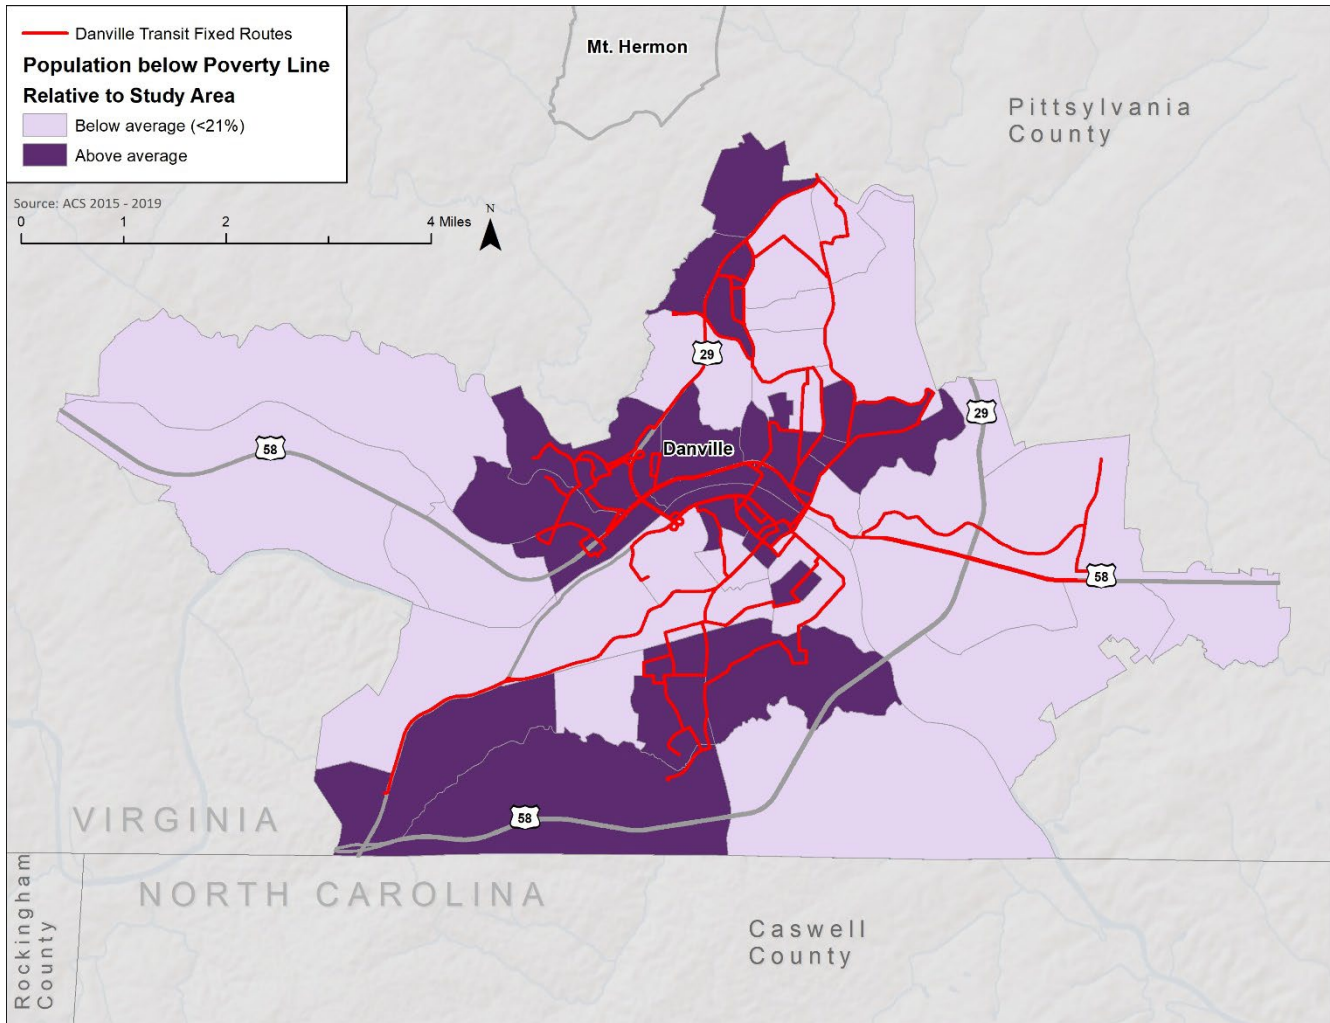 Danville Transit Fixed Routes
Population below Poverty Line
Relative to Study Area
Below average (<21%)
Above average
Source: ACS 2015 - 2019
0 1 2 4 Miles
N
Mt. Hermon
Pittsylvania
County
29
29
58
Danville
58
58
VIRGINIA
NORTH CAROLINA
Rockingham
County
Caswell
County